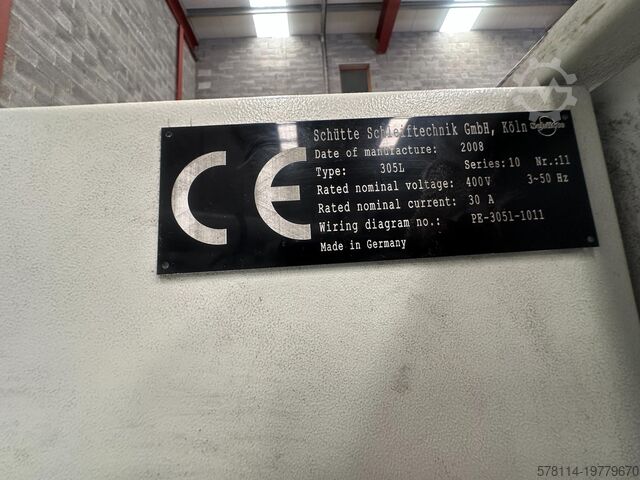 CE
Schütte Schleiftechnik GmbH, Köln
Date of manufacture: 2008
Type: 305L Series: 10 Nr.:11
Rated nominal voltage: 400V 3~50 Hz
Rated nominal current: 30 A
Wiring diagram no.: PE-3051-1011
Made in Germany
578114-19779670